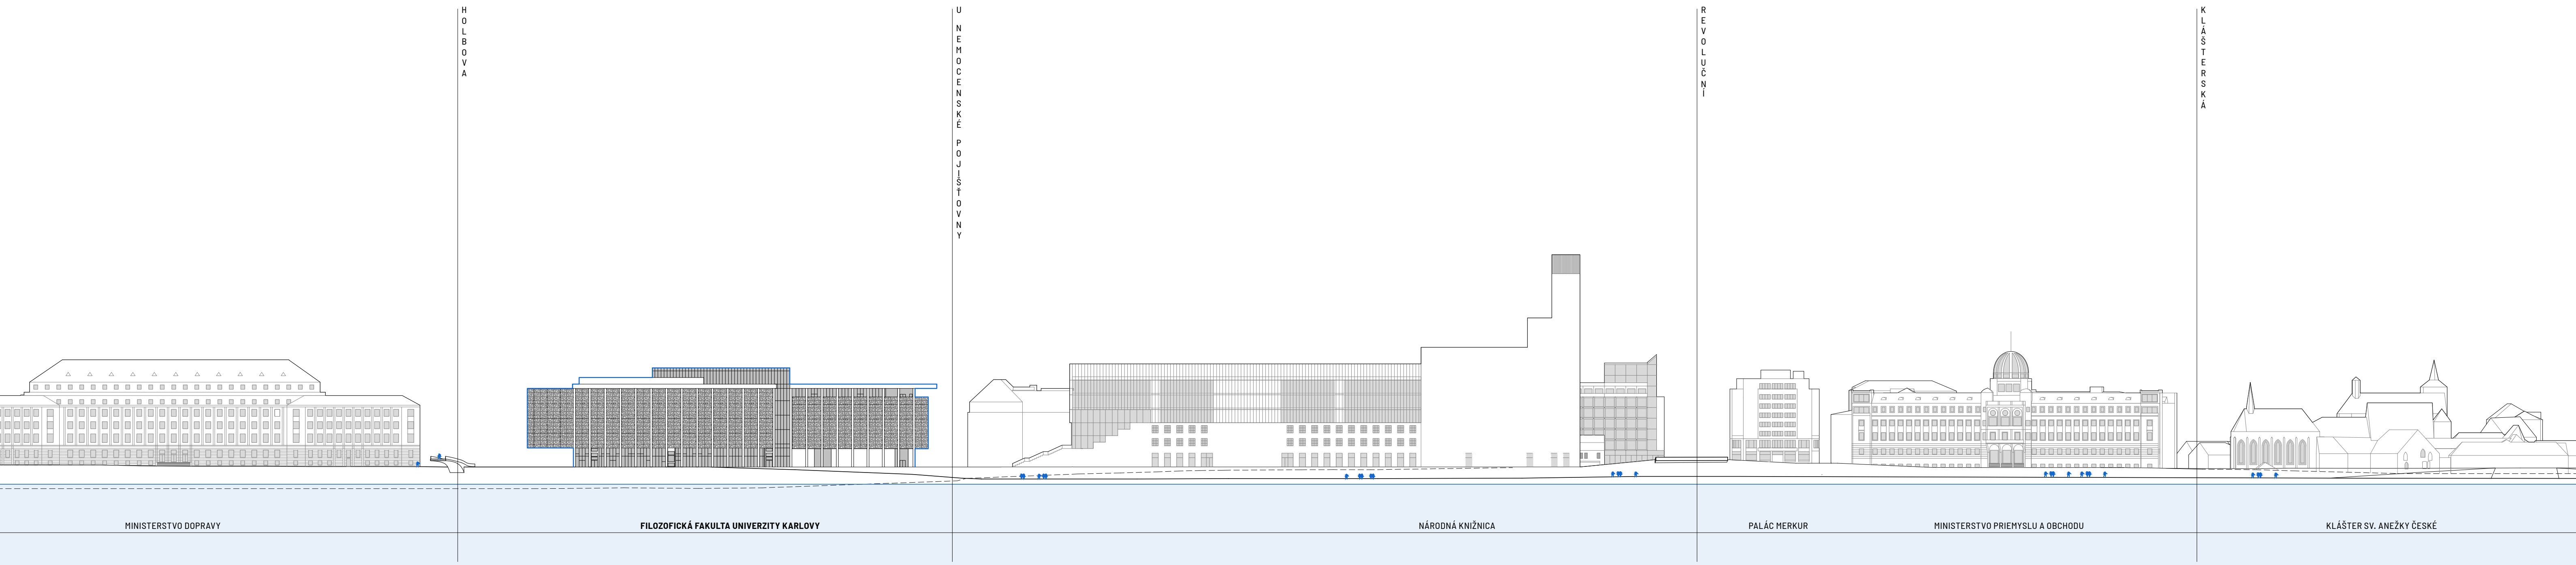 HOLBOVA
U NEMOCENSKÉ POJIŠŤOVNY
REVOLUČNÍ
KLÁŠTERSKÁ
MINISTERSTVO DOPRAVY
FILOZOFICKÁ FAKULTA UNIVERZITY KARLOVY
NÁRODNÁ KNIŽNICA
PALÁC MERKUR
MINISTERSTVO PRIEMYSLU A OBCHODU
KLÁŠTER SV. ANEŽKY ČESKÉ